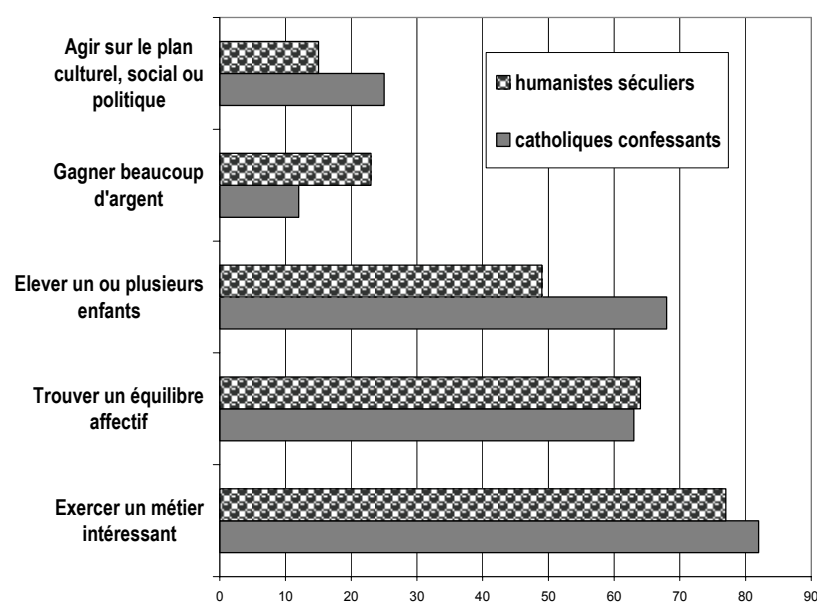 Agir sur le plan
culturel, social ou
politique
humanistes séculiers
catholiques confessants
Gagner beaucoup
d'argent
Elever un ou plusieurs
enfants
Trouver un équilibre
affectif
Exercer un métier
intéressant
0 10 20 30 40 50 60 70 80 90